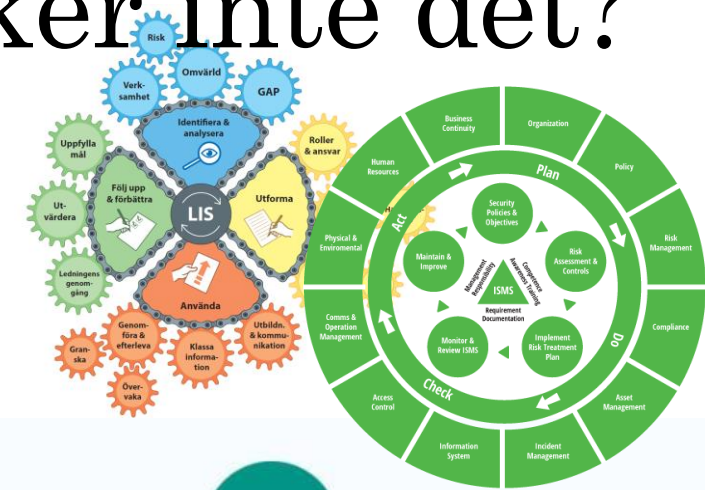 ker inte det?
Risk
Verk-
samhet
Omvärld
GAP
Identifiera &
analysera
Uppfylla
mål
Ut-
värdera
Ledningens
genom-
gång
Följ upp
& förbättra
LIS
Utforma
Roller
& ansvar
Använda
Gran-
ska
Genom-
föra &
efterleva
Över-
vaka
Klassa
informa-
tion
Utbildn.
& kommu-
nikation
Business
Continuity
Organization
Policy
Risk
Management
Compliance
Asset
Management
Incident
Management
Information
System
Access
Control
Comms &
Operation
Management
Physical &
Enviromental
Human
Resources
Plan
Do
Check
Act
Security
Policies &
Objectives
Risk
Assessment &
Controls
Implement
Risk Treatment
Plan
Monitor &
Review ISMS
Maintain &
Improve
Management
Responsibility
Competence
Awareness Training
ISMS
Requirement
Documentation